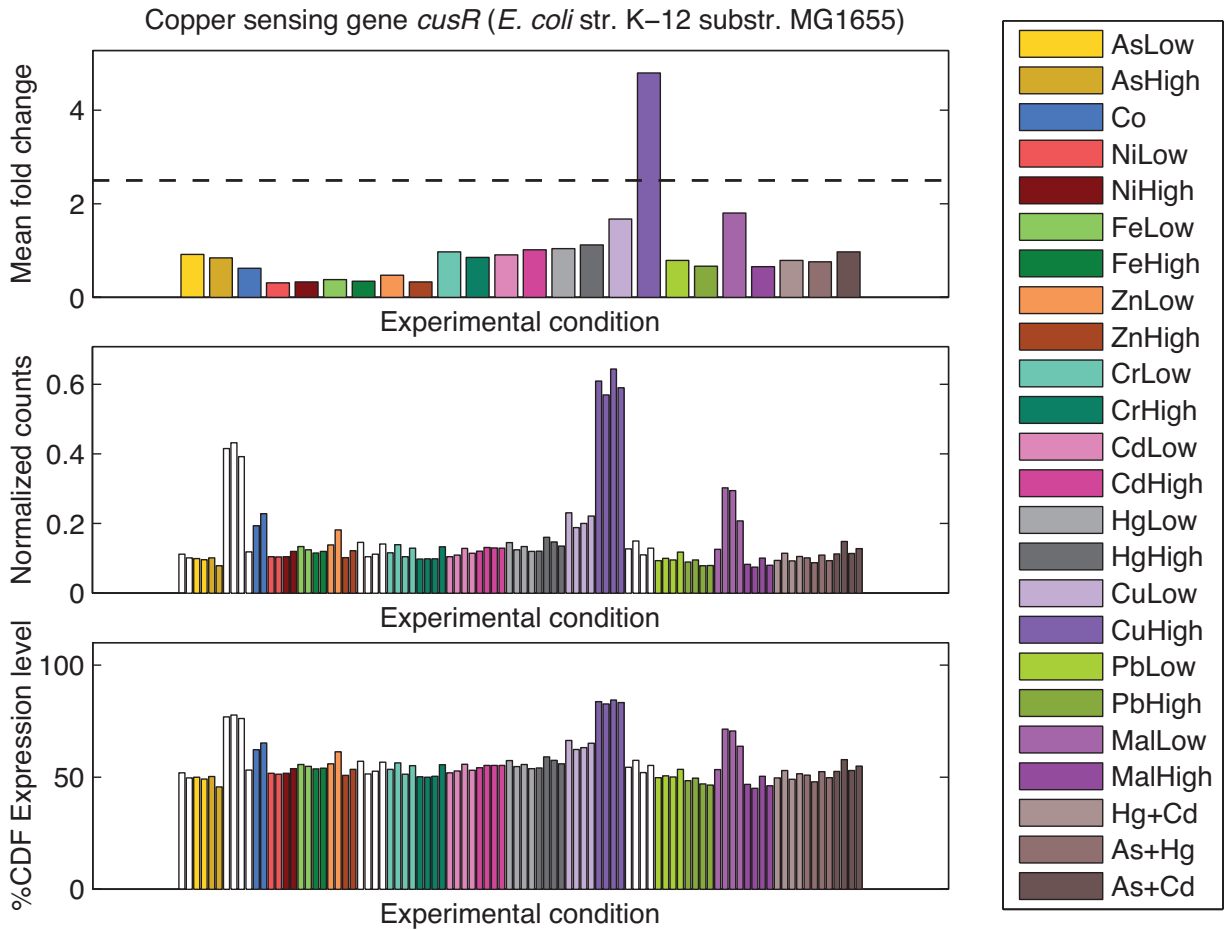 Copper sensing gene cusR (E. coli str. K−12 substr. MG1655)
Mean fold change
4
2
0
Experimental condition
Normalized counts
0.6
0.4
0.2
0
Experimental condition
%CDF Expression level
100
50
0
Experimental condition
AsLow
AsHigh
Co
NiLow
NiHigh
FeLow
FeHigh
ZnLow
ZnHigh
CrLow
CrHigh
CdLow
CdHigh
HgLow
HgHigh
CuLow
CuHigh
PbLow
PbHigh
MalLow
MalHigh
Hg+Cd
As+Hg
As+Cd